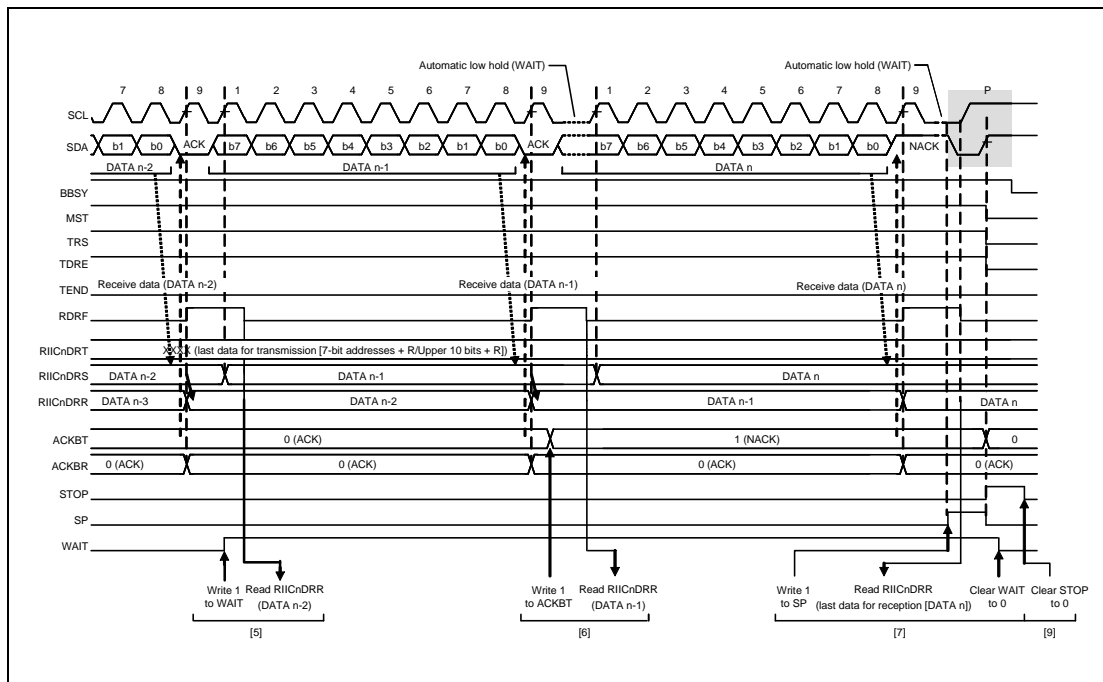 Automatic low hold (WAIT) Automatic low hold (WAIT)
7 8 9 1 2 3 4 5 6 7 8 9 1 2 3 4 5 6 7 8 9 P
SCL
SDA b1 b0 ACK b7 b6 b5 b4 b3 b2 b1 b0 ACK b7 b6 b5 b4 b3 b2 b1 b0 NACK
DATA n-2 DATA n-1 DATA n
BBSY
MST
TRS
TDRE
Receive data (DATA n-2) Receive data (DATA n-1) Receive data (DATA n)
TEND
RDRF
RIICnDRT XXXX (last data for transmission [7-bit addresses + R/Upper 10 bits + R])
RIICnDRS DATA n-2 DATA n-1 DATA n
RIICnDRR DATA n-3 DATA n-2 DATA n-1 DATA n
ACKBT 0 (ACK) 1 (NACK) 0
ACKBR 0 (ACK) 0 (ACK) 0 (ACK) 0 (ACK)
STOP
SP
WAIT
Write 1 Read RIICnDRR Write 1 Read RIICnDRR Write 1 Read RIICnDRR Clear WAIT Clear STOP
to WAIT (DATA n-2) to ACKBT (DATA n-1) to SP (last data for reception [DATA n]) to 0 to 0
[5] [6] [7] [9]